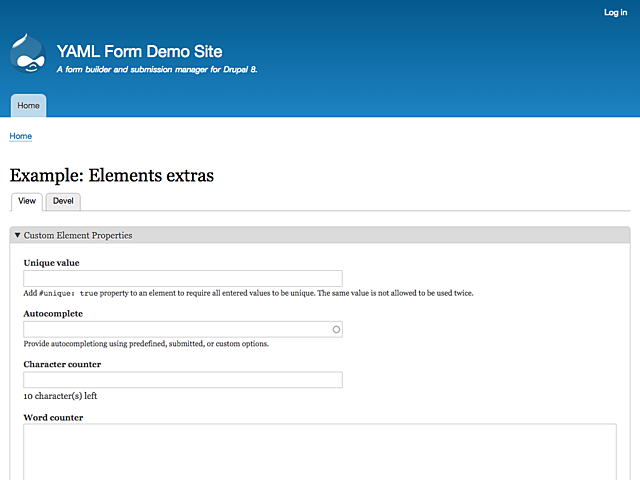 Log in
YAML Form Demo Site
A form builder and submission manager for Drupal 8.
Home
Home
Example: Elements extras
View Devel
▼ Custom Element Properties
Unique value
Add #unique: true property to an element to require all entered values to be unique. The same value is not allowed to be used twice.
Autocomplete
Provide autocompletiong using predefined, submitted, or custom options.
Character counter
10 character(s) left
Word counter